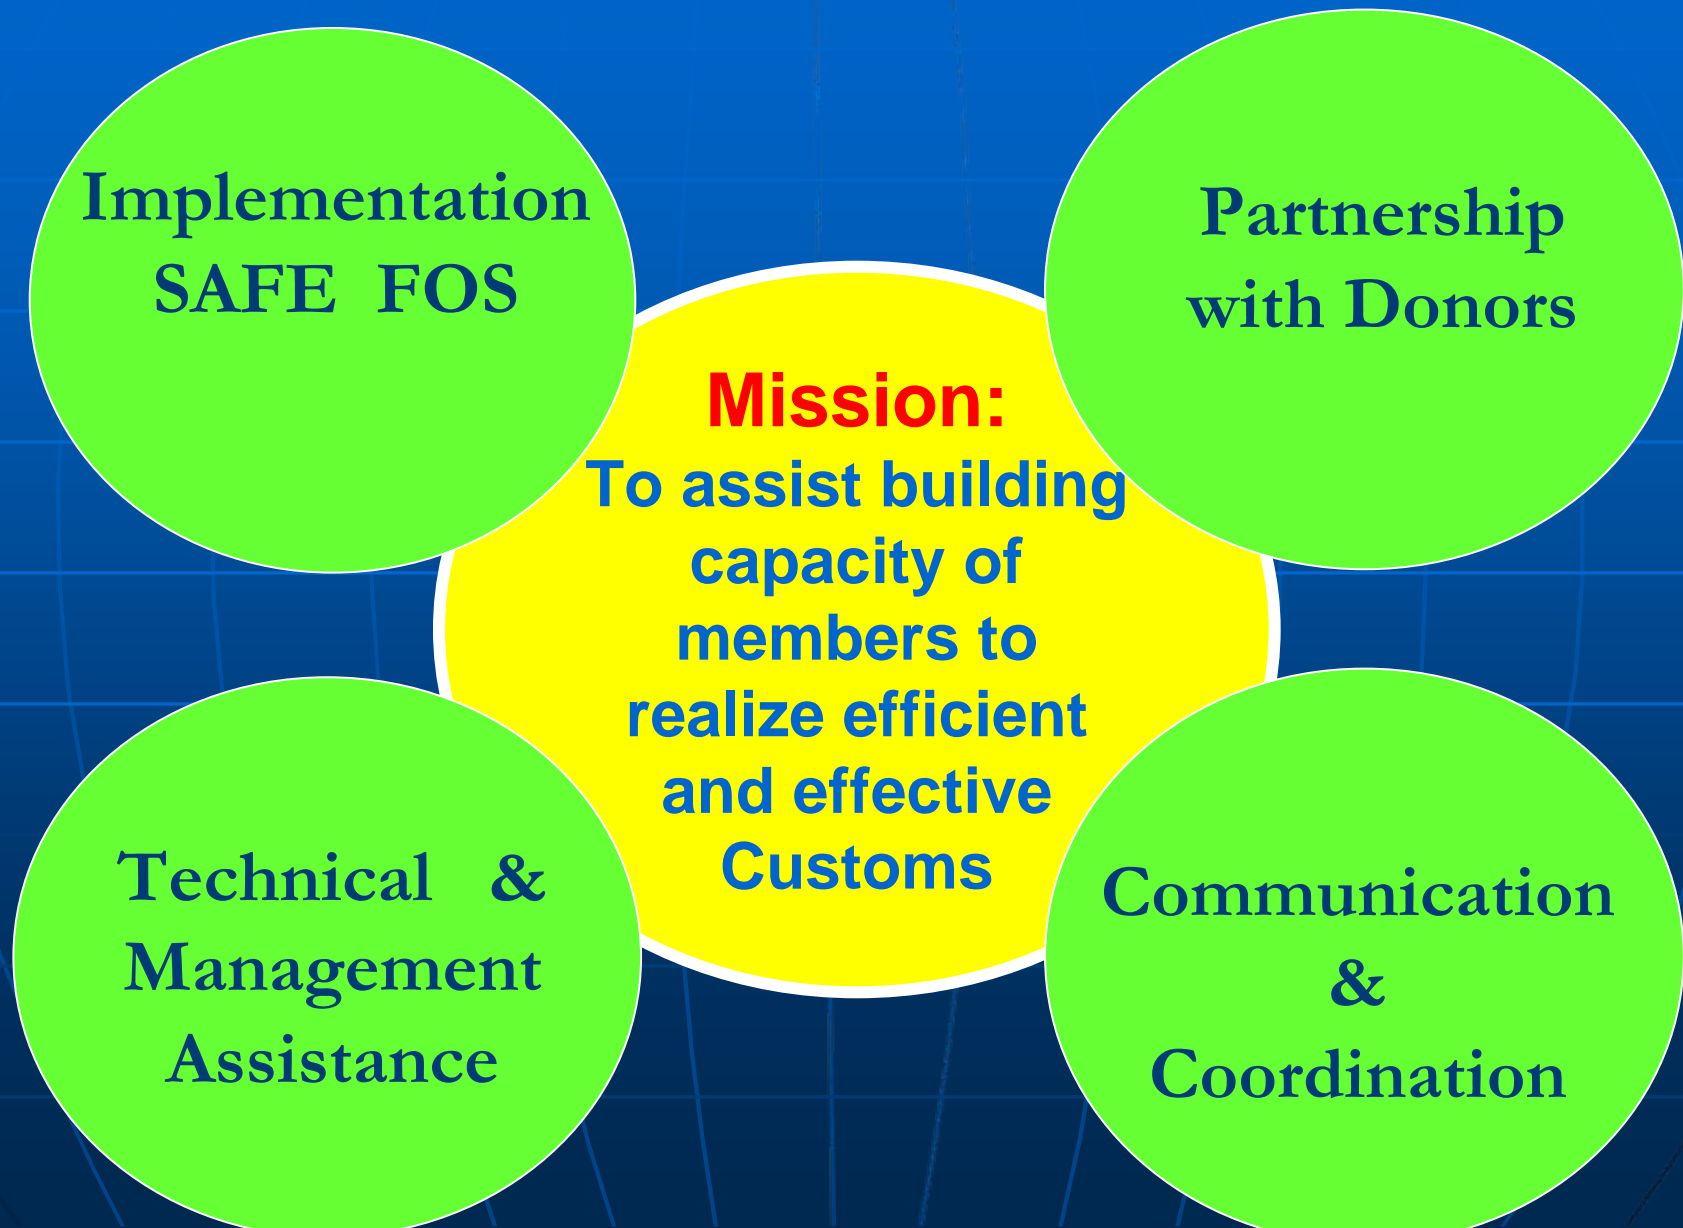 Implementation
SAFE FOS
Partnership
with Donors
Mission:
To assist building
capacity of
members to
realize efficient
and effective
Customs
Technical &
Management
Assistance
Communication
&
Coordination